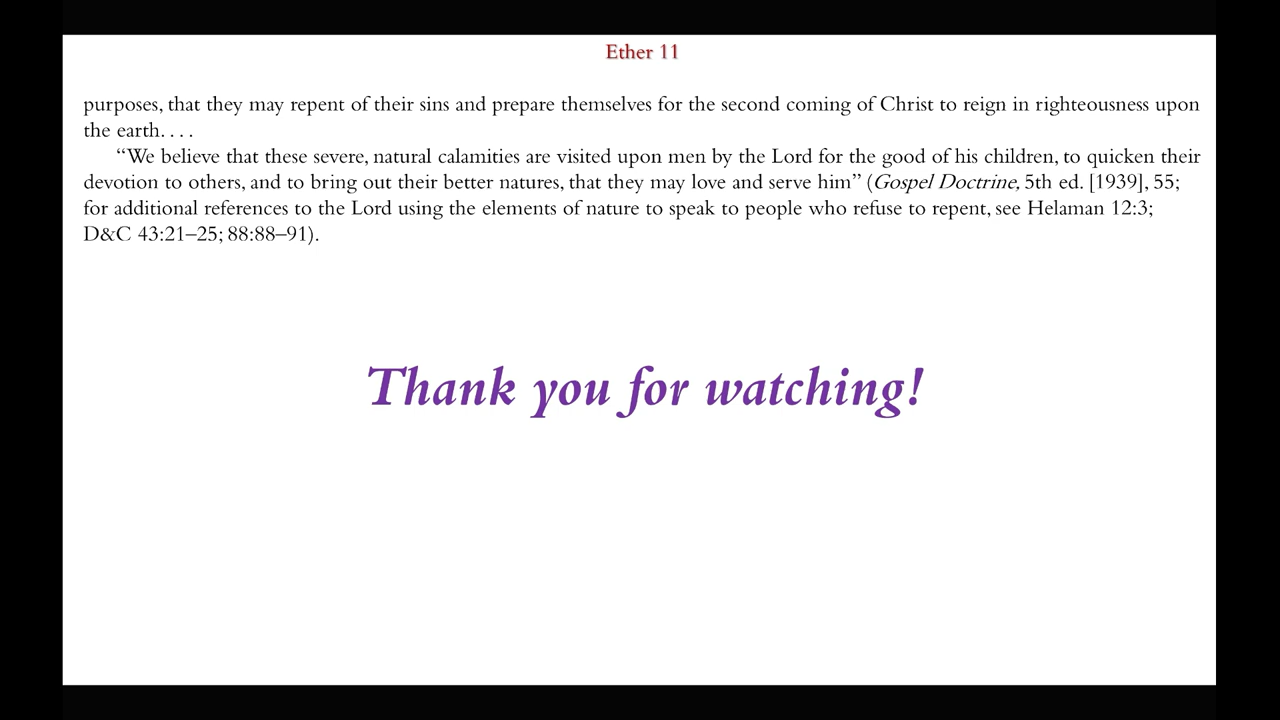 Ether 11
purposes, that they may repent of their sins and prepare themselves for the second coming of Christ to reign in righteousness upon
the earth. . . .
“We believe that these severe, natural calamities are visited upon men by the Lord for the good of his children, to quicken their
devotion to others, and to bring out their better natures, that they may love and serve him” (Gospel Doctrine, 5th ed. [1939], 55;
for additional references to the Lord using the elements of nature to speak to people who refuse to repent, see Helaman 12:3;
D&C 43:21–25; 88:88–91).
Thank you for watching!